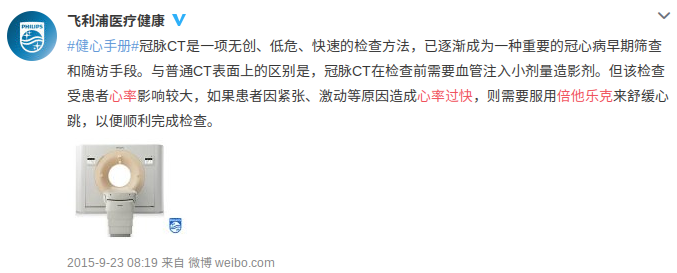 飞利浦医疗健康
#健心手册#冠脉CT是一项无创、低危、快速的检查方法，已逐渐成为一种重要的冠心病早期筛查
和随访手段。与普通CT表面上的区别是，冠脉CT在检查前需要血管注入小剂量造影剂。但该检查
受患者心率影响较大，如果患者因紧张、激动等原因造成心率过快，则需要服用倍他乐克来舒缓心
跳，以便顺利完成检查。
2015-9-23 08:19 来自 微博 weibo.com
PHILIPS